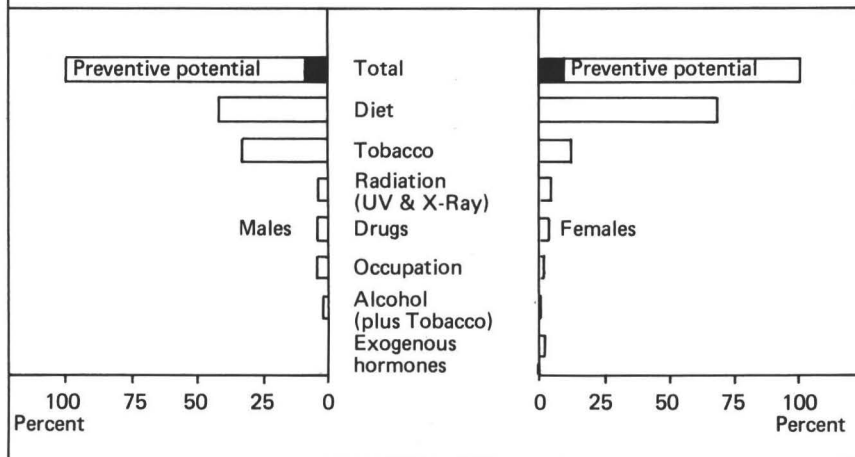 Preventive potential Total Preventive potential
Diet
Tobacco
Radiation
(UV & X-Ray)
Males Drugs Females
Occupation
Alcohol
(plus Tobacco)
Exogenous
hormones
100 75 50 25 0 0 25 50 75 100
Percent Percent